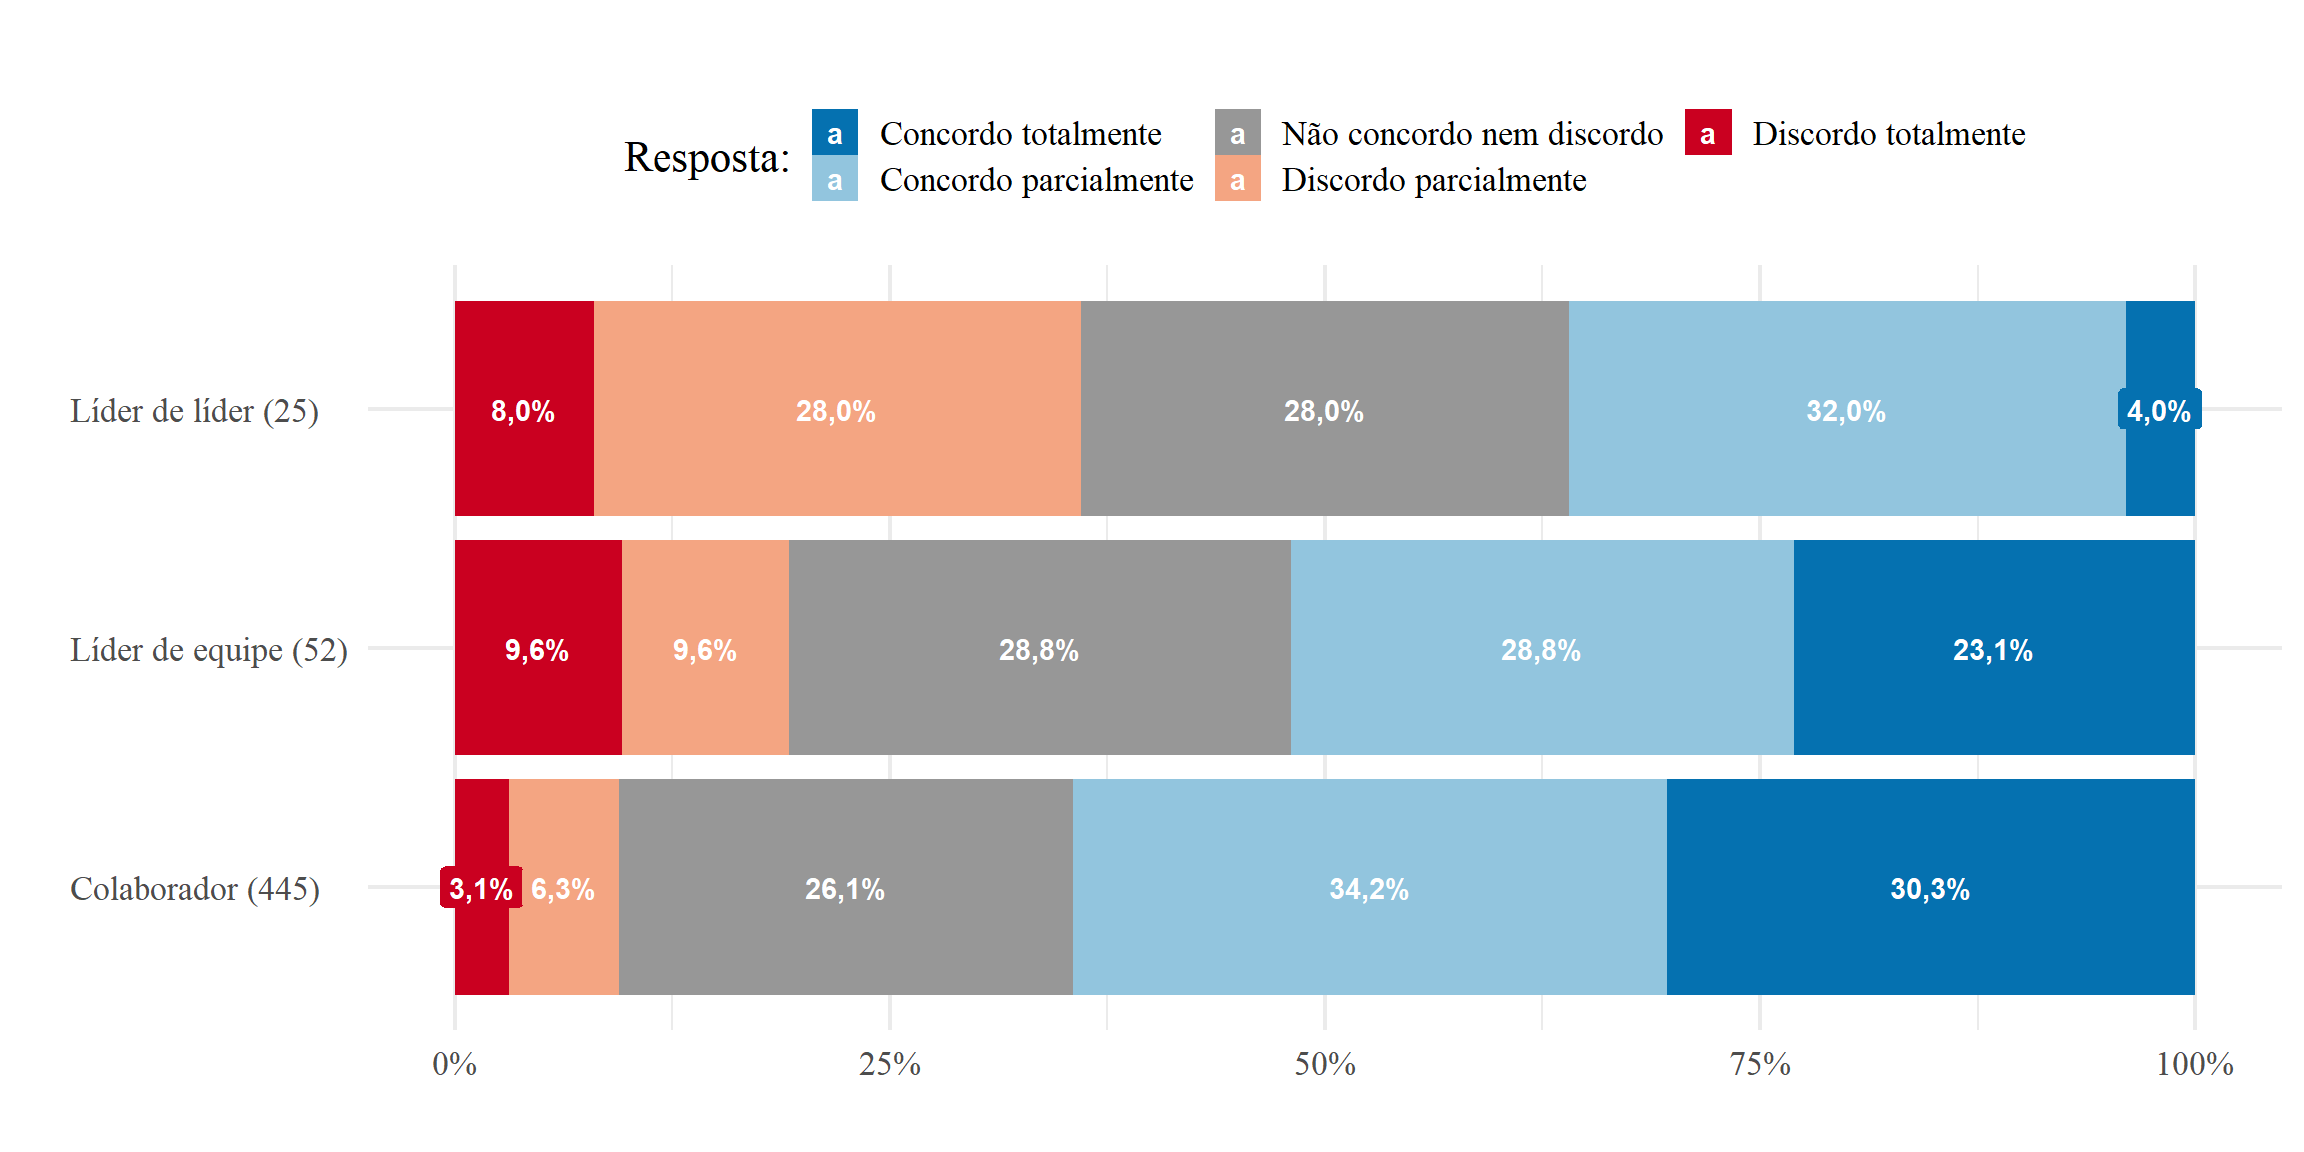 Resposta:
a Concordo totalmente
a Concordo parcialmente
a Não concordo nem discordo
a Discordo parcialmente
a Discordo totalmente
Líder de líder (25)
8,0% 28,0% 28,0% 32,0% 4,0%
Líder de equipe (52)
9,6% 9,6% 28,8% 28,8% 23,1%
Colaborador (445)
3,1% 6,3% 26,1% 34,2% 30,3%
0% 25% 50% 75% 100%